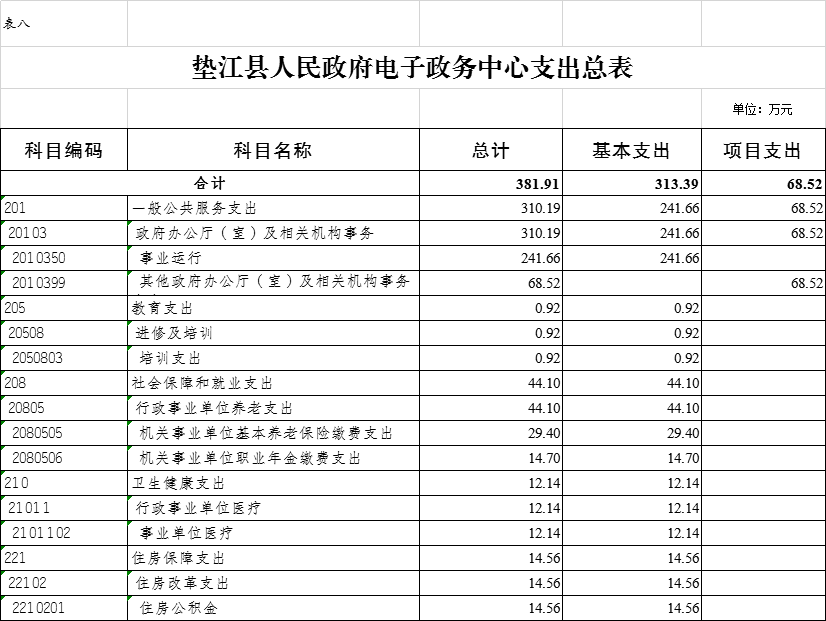 表八
垫江县人民政府电子政务中心支出总表
单位：万元
科目编码 科目名称 总计 基本支出 项目支出
合计 381.91 313.39 68.52
201 一般公共服务支出 310.19 241.66 68.52
20103 政府办公厅（室）及相关机构事务 310.19 241.66 68.52
2010350 事业运行 241.66 241.66
2010399 其他政府办公厅（室）及相关机构事务 68.52 68.52
205 教育支出 0.92 0.92
20508 进修及培训 0.92 0.92
2050803 培训支出 0.92 0.92
208 社会保障和就业支出 44.10 44.10
20805 行政事业单位养老支出 44.10 44.10
2080505 机关事业单位基本养老保险缴费支出 29.40 29.40
2080506 机关事业单位职业年金缴费支出 14.70 14.70
210 卫生健康支出 12.14 12.14
21011 行政事业单位医疗 12.14 12.14
2101102 事业单位医疗 12.14 12.14
221 住房保障支出 14.56 14.56
22102 住房改革支出 14.56 14.56
2210201 住房公积金 14.56 14.56